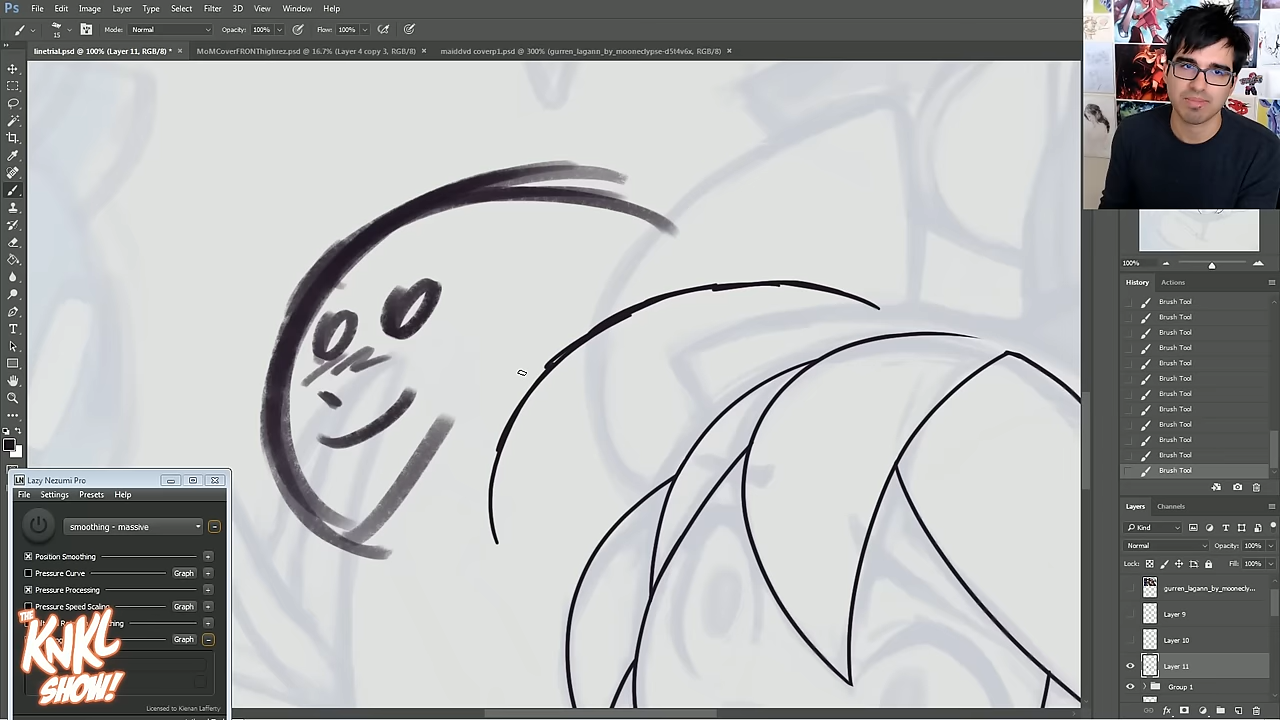 Ps File Edit Image Layer Type Select Filter 3D View Window Help
15 Mode: Normal Opacity: 100% Flow: 100%
linetrial.psd @ 100% (Layer 11, RGB/8) * × MoMCoverFRONThighrez.psd @ 16.7% (Layer 4 copy 3, RGB/8) × maiddvd coverp1.psd @ 300% (gurren_lagann_by_mooneclypse-d5t4v6x, RGB/8) ×
100%
History Actions
Brush Tool
Brush Tool
Brush Tool
Brush Tool
Brush Tool
Brush Tool
Brush Tool
Brush Tool
Brush Tool
Brush Tool
Brush Tool
Brush Tool
Layers Channels
Kind
Normal Opacity: 100%
Lock: Fill: 100%
gurren_lagann_by_moonecly...
Layer 9
Layer 10
Layer 11
Group 1
LN Lazy Nezumi Pro
File Settings Presets Help
smoothing - massive
Position Smoothing
Pressure Curve Graph
Pressure Processing
Pressure Speed Scaling Graph
Graph
THE KNKL SHOW!
Licensed to Kienan Lafferty